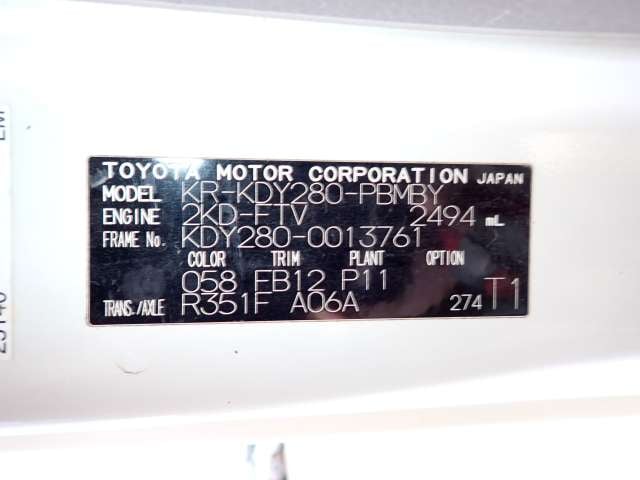 TOYOTA MOTOR CORPORATION JAPAN
MODEL KR-KDY280-PBMBY
ENGINE 2KD-FTV 2494 mL
FRAME No. KDY280-0013761
COLOR TRIM PLANT OPTION
058 FB12 P11
TRANS./AXLE R351F A06A 274 T1